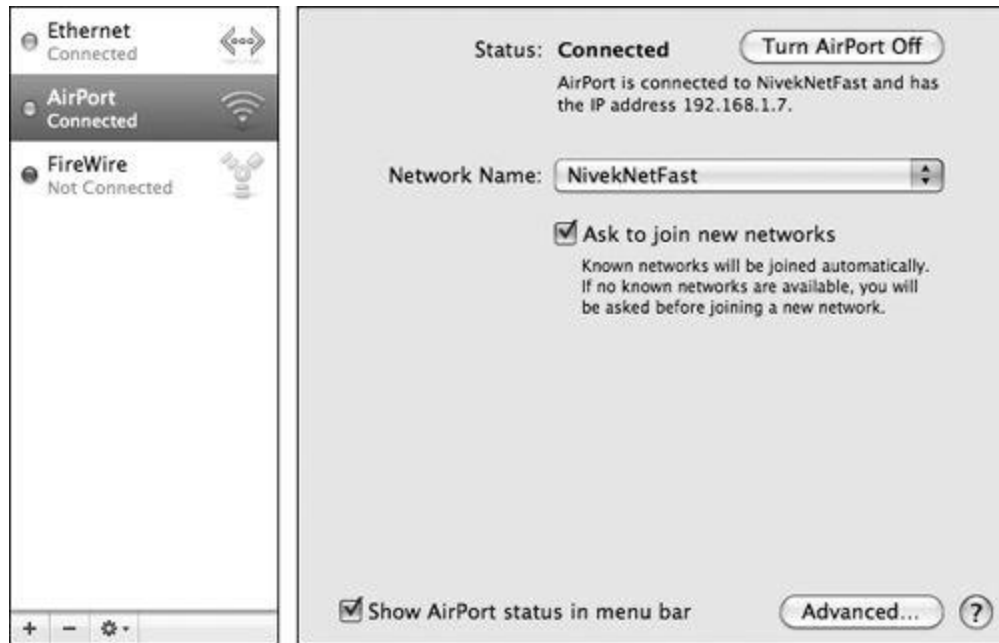 Ethernet
Connected
AirPort
Connected
FireWire
Not Connected
+ −
Status: Connected
Turn AirPort Off
AirPort is connected to NivekNetFast and has
the IP address 192.168.1.7.
Network Name: NivekNetFast
Ask to join new networks
Known networks will be joined automatically.
If no known networks are available, you will
be asked before joining a new network.
Show AirPort status in menu bar
Advanced...
?